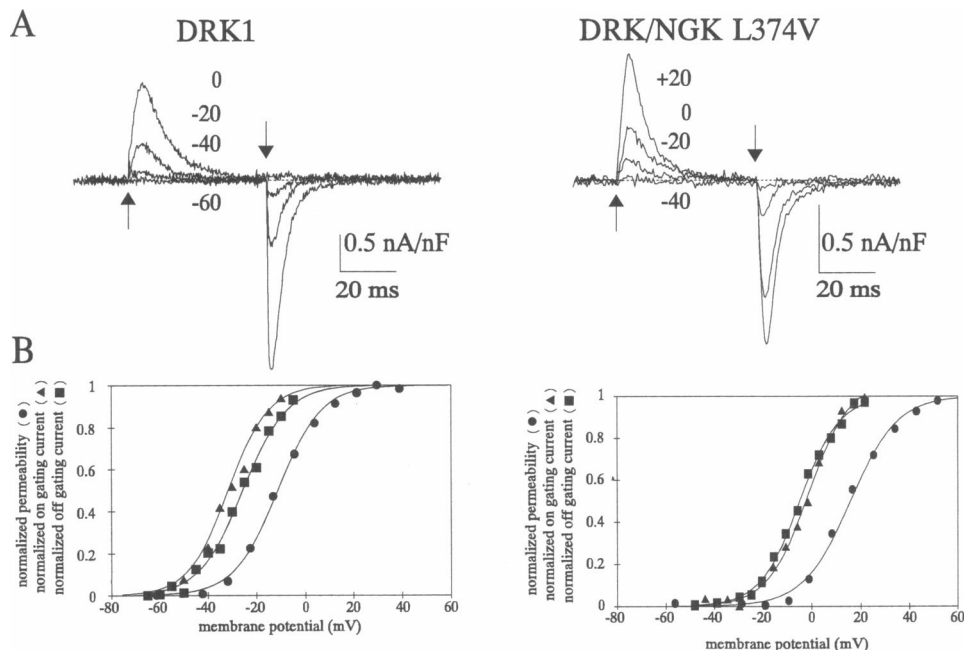 A
DRK1
DRK/NGK L374V
0
-20
-40
-60
0.5 nA/nF
20 ms
+20
0
-20
-40
0.5 nA/nF
20 ms
B
normalized permeability (●)
normalized on gating current (▲)
normalized off gating current (■)
1
0.8
0.6
0.4
0.2
0
-80 -60 -40 -20 0 20 40 60
membrane potential (mV)
normalized permeability (●)
normalized on gating current (▲)
normalized off gating current (■)
1
0.8
0.6
0.4
0.2
0
-80 -60 -40 -20 0 20 40 60
membrane potential (mV)